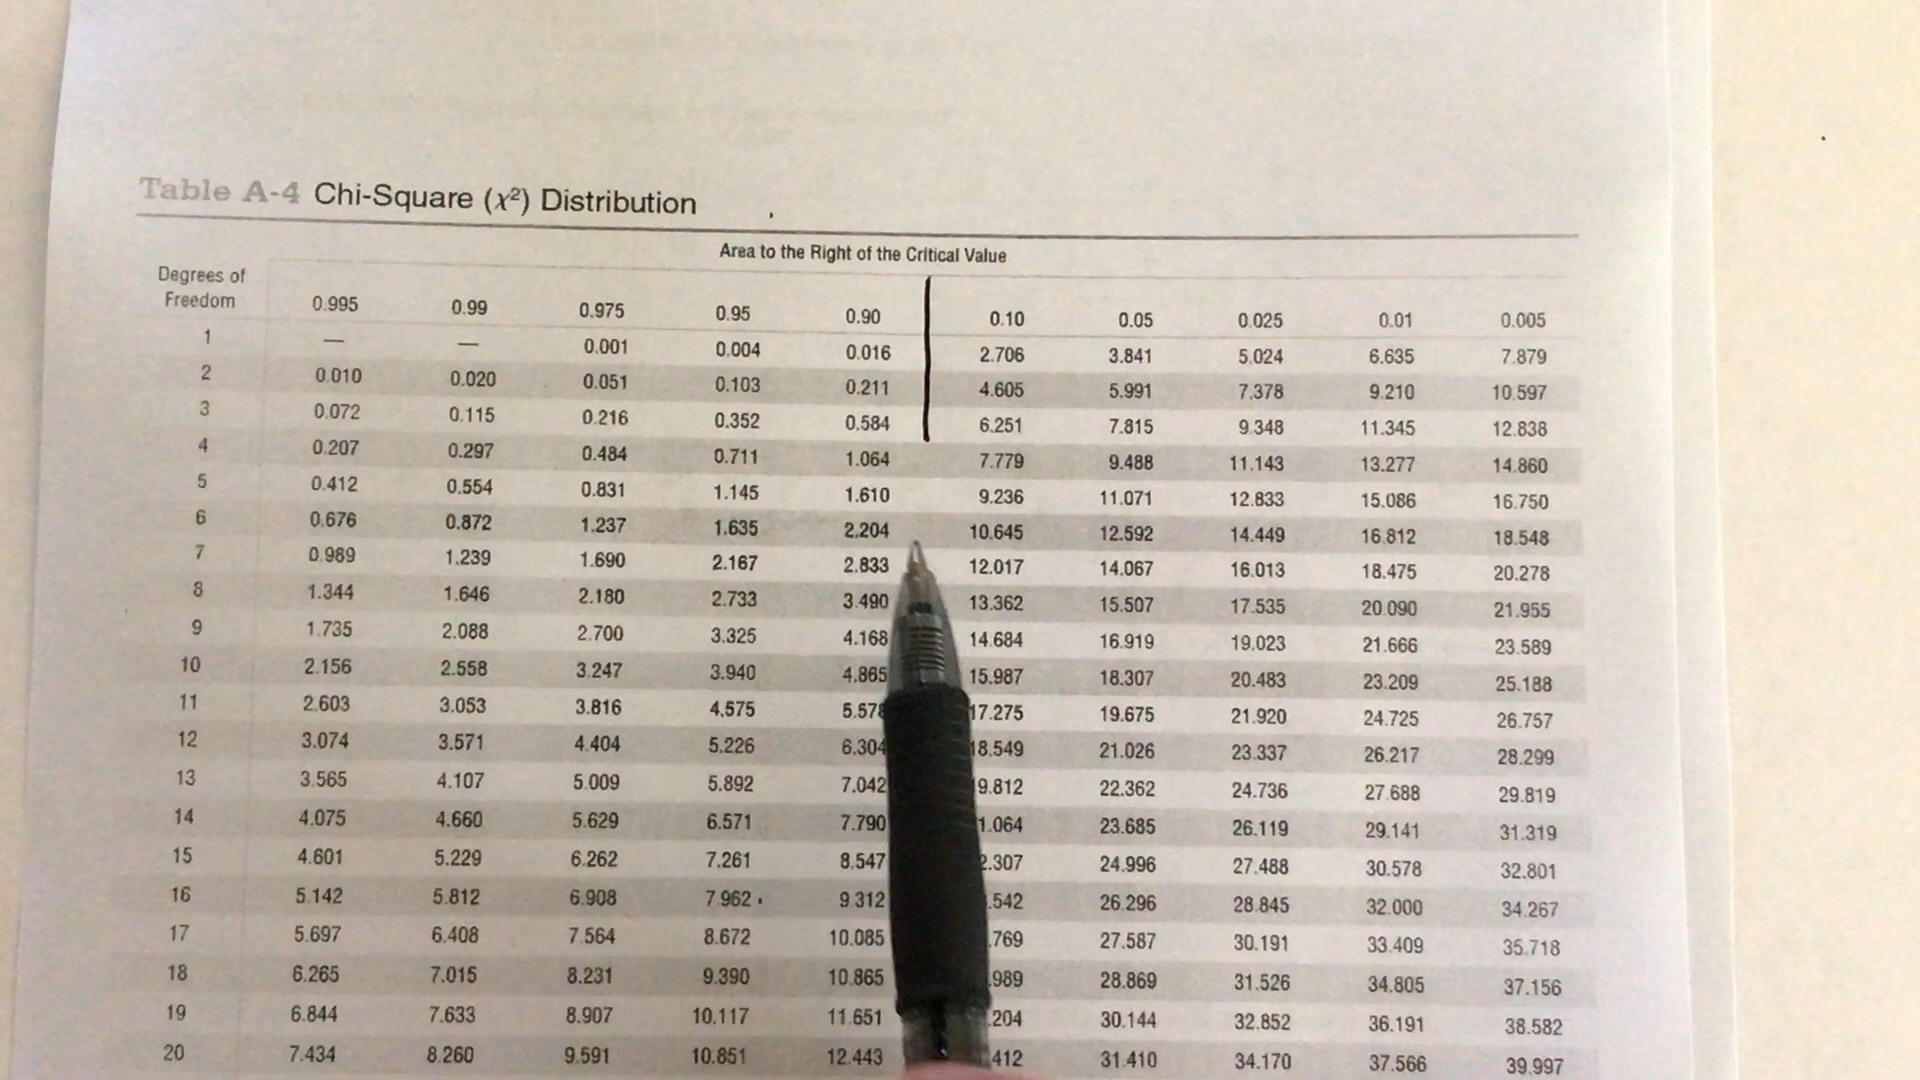 Table A-4 Chi-Square (χ²) Distribution
Area to the Right of the Critical Value
Degrees of Freedom 0.995 0.99 0.975 0.95 0.90 0.10 0.05 0.025 0.01 0.005
1 — — 0.001 0.004 0.016 2.706 3.841 5.024 6.635 7.879
2 0.010 0.020 0.051 0.103 0.211 4.605 5.991 7.378 9.210 10.597
3 0.072 0.115 0.216 0.352 0.584 6.251 7.815 9.348 11.345 12.838
4 0.207 0.297 0.484 0.711 1.064 7.779 9.488 11.143 13.277 14.860
5 0.412 0.554 0.831 1.145 1.610 9.236 11.071 12.833 15.086 16.750
6 0.676 0.872 1.237 1.635 2.204 10.645 12.592 14.449 16.812 18.548
7 0.989 1.239 1.690 2.167 2.833 12.017 14.067 16.013 18.475 20.278
8 1.344 1.646 2.180 2.733 3.490 13.362 15.507 17.535 20.090 21.955
9 1.735 2.088 2.700 3.325 4.168 14.684 16.919 19.023 21.666 23.589
10 2.156 2.558 3.247 3.940 4.865 15.987 18.307 20.483 23.209 25.188
11 2.603 3.053 3.816 4.575 5.578 17.275 19.675 21.920 24.725 26.757
12 3.074 3.571 4.404 5.226 6.304 18.549 21.026 23.337 26.217 28.299
13 3.565 4.107 5.009 5.892 7.042 9.812 22.362 24.736 27.688 29.819
14 4.075 4.660 5.629 6.571 7.790 1.064 23.685 26.119 29.141 31.319
15 4.601 5.229 6.262 7.261 8.547 2.307 24.996 27.488 30.578 32.801
16 5.142 5.812 6.908 7.962 9.312 .542 26.296 28.845 32.000 34.267
17 5.697 6.408 7.564 8.672 10.085 .769 27.587 30.191 33.409 35.718
18 6.265 7.015 8.231 9.390 10.865 .989 28.869 31.526 34.805 37.156
19 6.844 7.633 8.907 10.117 11.651 .204 30.144 32.852 36.191 38.582
20 7.434 8.260 9.591 10.851 12.443 412 31.410 34.170 37.566 39.997